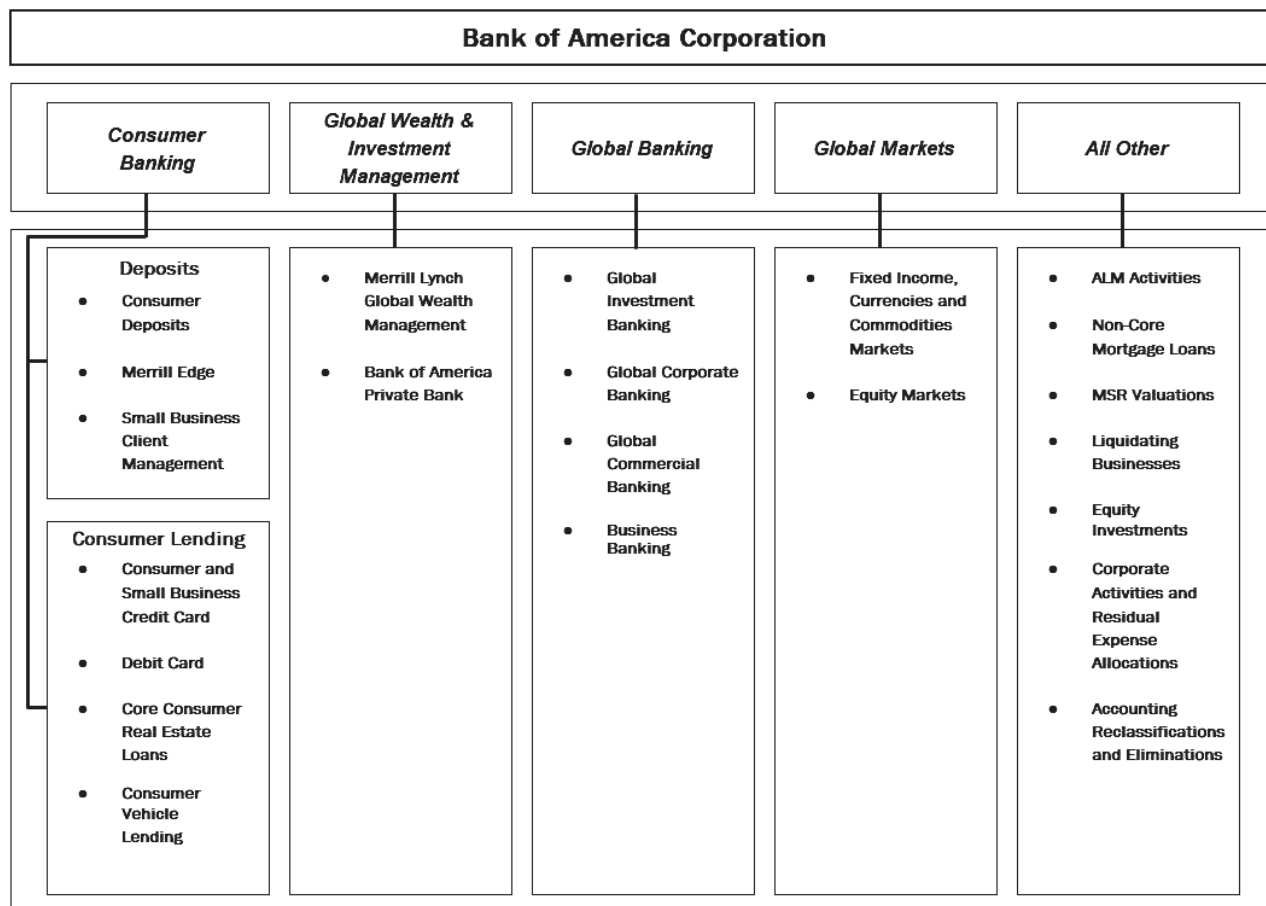 Bank of America Corporation
Consumer
Banking
Global Wealth &
Investment
Management
Global Banking
Global Markets
All Other
Deposits
• Consumer
Deposits
• Merrill Edge
• Small Business
Client
Management
Consumer Lending
• Consumer and
Small Business
Credit Card
• Debit Card
• Core Consumer
Real Estate
Loans
• Consumer
Vehicle
Lending
• Merrill Lynch
Global Wealth
Management
• Bank of America
Private Bank
• Global
Investment
Banking
• Global Corporate
Banking
• Global
Commercial
Banking
• Business
Banking
• Fixed Income,
Currencies and
Commodities
Markets
• Equity Markets
• ALM Activities
• Non-Core
Mortgage Loans
• MSR Valuations
• Liquidating
Businesses
• Equity
Investments
• Corporate
Activities and
Residual
Expense
Allocations
• Accounting
Reclassifications
and Eliminations